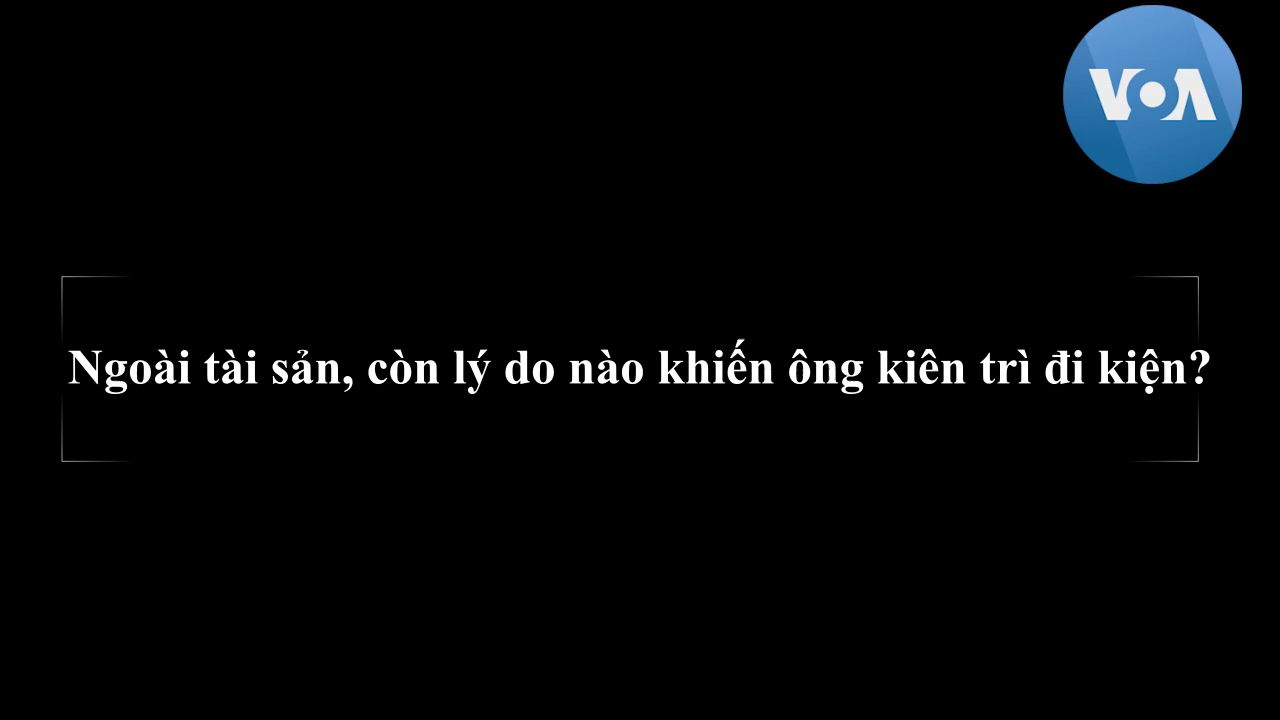 VOA
Ngoài tài sản, còn lý do nào khiến ông kiên trì đi kiện?